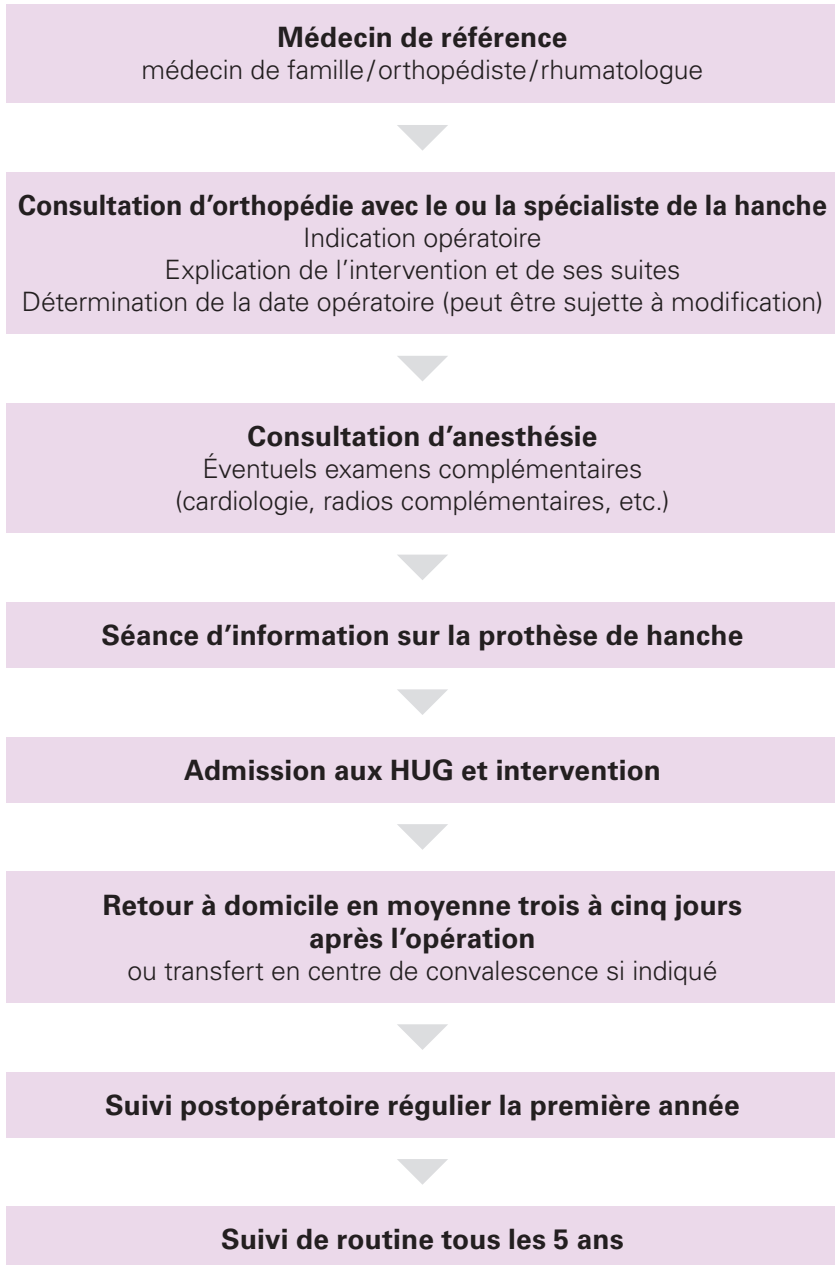 Médecin de référence
médecin de famille/orthopédiste/rhumatologue
Consultation d’orthopédie avec le ou la spécialiste de la hanche
Indication opératoire
Explication de l’intervention et de ses suites
Détermination de la date opératoire (peut être sujette à modification)
Consultation d’anesthésie
Éventuels examens complémentaires
(cardiologie, radios complémentaires, etc.)
Séance d’information sur la prothèse de hanche
Admission aux HUG et intervention
Retour à domicile en moyenne trois à cinq jours
après l’opération
ou transfert en centre de convalescence si indiqué
Suivi postopératoire régulier la première année
Suivi de routine tous les 5 ans